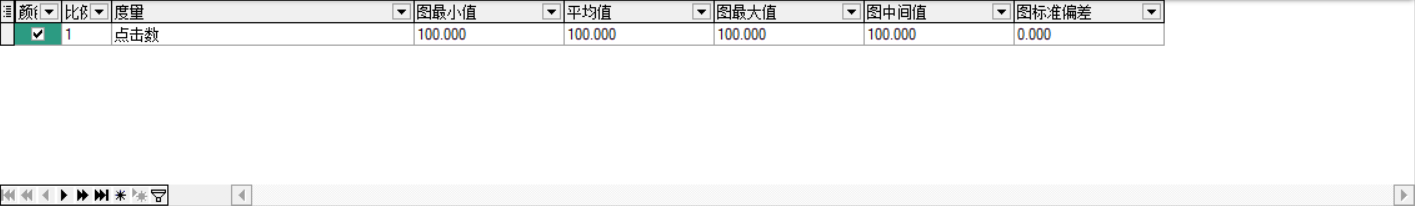 颜 比例 度量 图最小值 平均值 图最大值 图中间值 图标准偏差
1 点击数 100.000 100.000 100.000 100.000 0.000